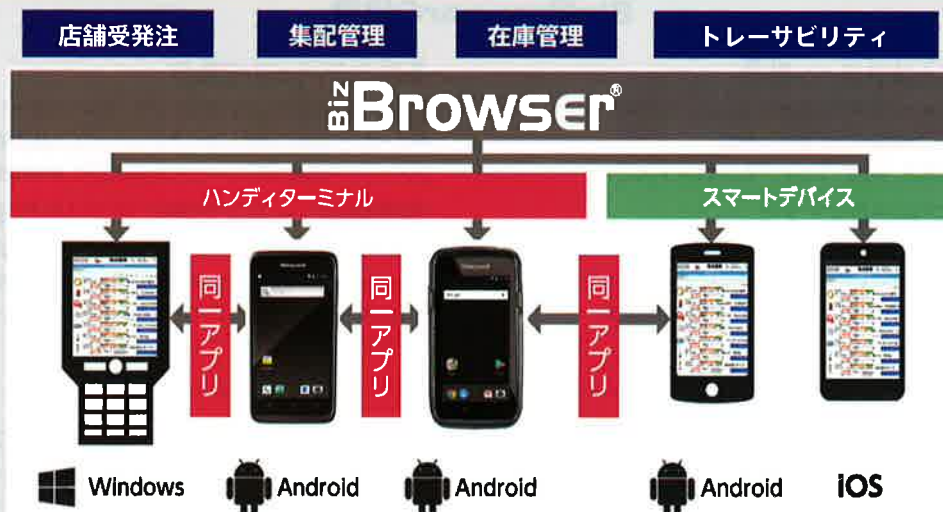 店舗受発注
集配管理
在庫管理
トレーサビリティ
Biz Browser®
ハンディターミナル
スマートデバイス
同一アプリ
同一アプリ
同一アプリ
Windows
Android
Android
Android
iOS